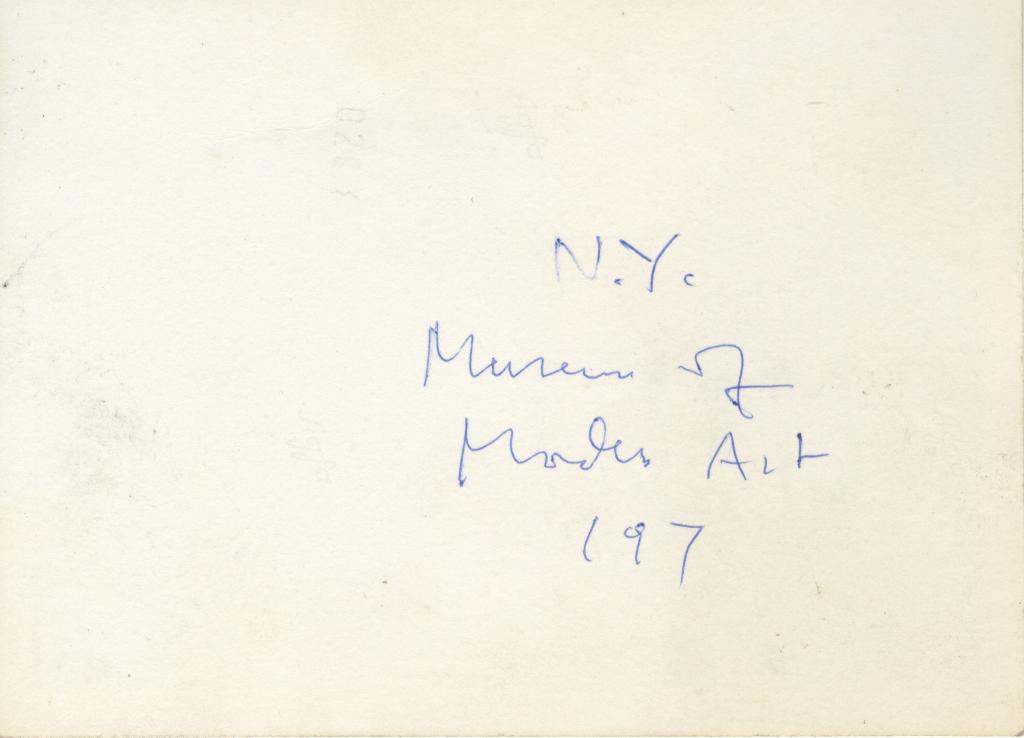 N.Y.
Museum of
Modern Art
197